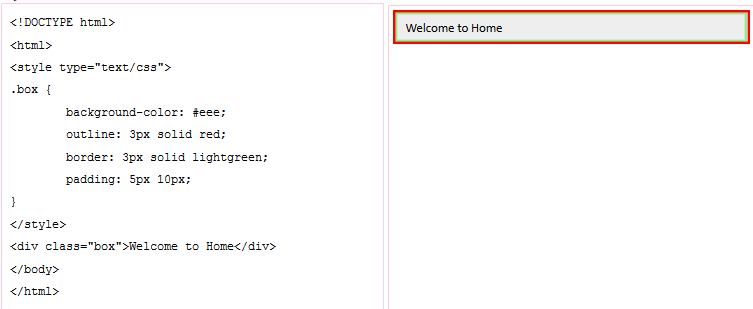 <!DOCTYPE html>
<html>
<style type="text/css">
.box {
background-color: #eee;
outline: 3px solid red;
border: 3px solid lightgreen;
padding: 5px 10px;
}
</style>
<div class="box">Welcome to Home</div>
</body>
</html>
Welcome to Home